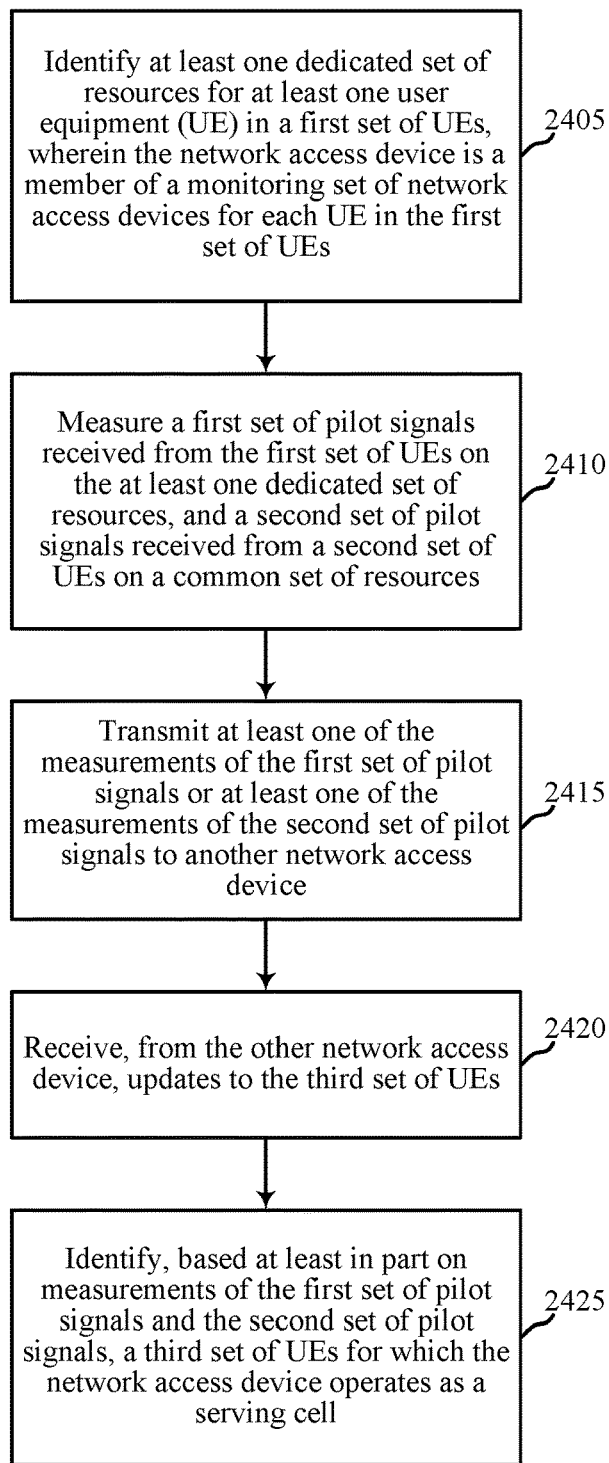 Identify at least one dedicated set of
resources for at least one user
equipment (UE) in a first set of UEs,
wherein the network access device is a
member of a monitoring set of network
access devices for each UE in the first
set of UEs
2405
Measure a first set of pilot signals
received from the first set of UEs on
the at least one dedicated set of
resources, and a second set of pilot
signals received from a second set of
UEs on a common set of resources
2410
Transmit at least one of the
measurements of the first set of pilot
signals or at least one of the
measurements of the second set of pilot
signals to another network access
device
2415
Receive, from the other network access
device, updates to the third set of UEs
2420
Identify, based at least in part on
measurements of the first set of pilot
signals and the second set of pilot
signals, a third set of UEs for which the
network access device operates as a
serving cell
2425